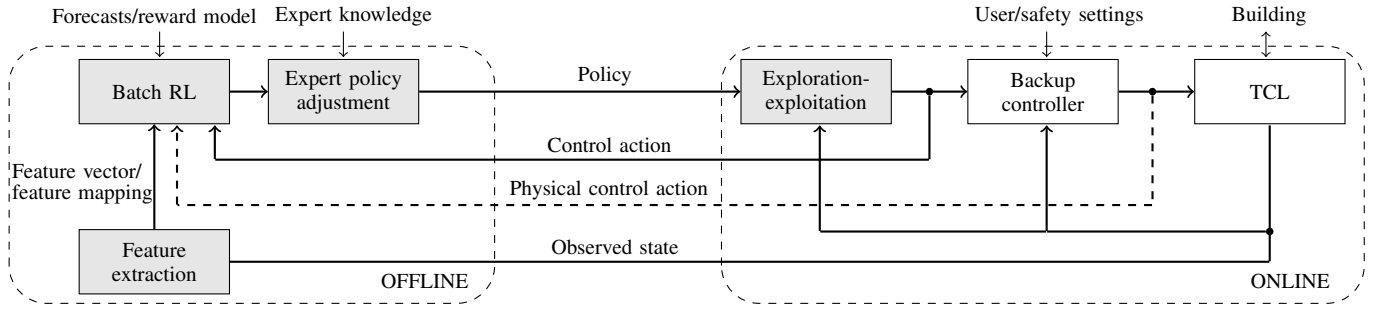 Forecasts/reward model
Expert knowledge
User/safety settings
Building
Batch RL
Expert policy
adjustment
Policy
Exploration-
exploitation
Backup
controller
TCL
Control action
Feature vector/
feature mapping
Physical control action
Feature
extraction
Observed state
OFFLINE
ONLINE